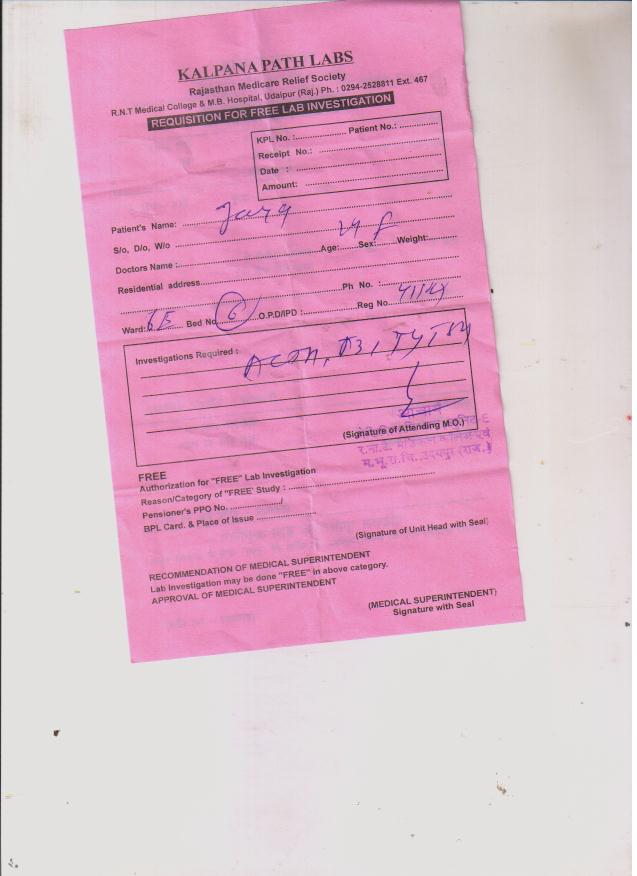 KALPANA PATH LABS
Rajasthan Medicare Relief Society
R.N.T Medical College & M.B. Hospital, Udaipur (Raj.) Ph. : 0294-2528811 Ext. 467
REQUISITION FOR FREE LAB INVESTIGATION
KPL No. :................... Patient No.: ..............
Receipt No.: ..........................................
Date : ..........................................
Amount: ..........................................
Patient's Name: ..........................................
S/o, D/o, W/o ..........................................
Doctors Name :.......................... Age:...... Sex: F Weight:........
Residential address ..........................................
Ph No. :....................
Ward: 6E Bed No. 6 O.P.D/IPD :.............. Reg No.
Investigations Required :
(Signature of Attending M.O.)
म.भू.रा.चि. उदयपुर (राज.)
FREE
Authorization for "FREE" Lab Investigation
Reason/Category of "FREE' Study : ..........................................
Pensioner's PPO No. ................/
BPL Card. & Place of Issue ....................
(Signature of Unit Head with Seal)
RECOMMENDATION OF MEDICAL SUPERINTENDENT
Lab Investigation may be done "FREE" in above category.
APPROVAL OF MEDICAL SUPERINTENDENT
(MEDICAL SUPERINTENDENT)
Signature with Seal